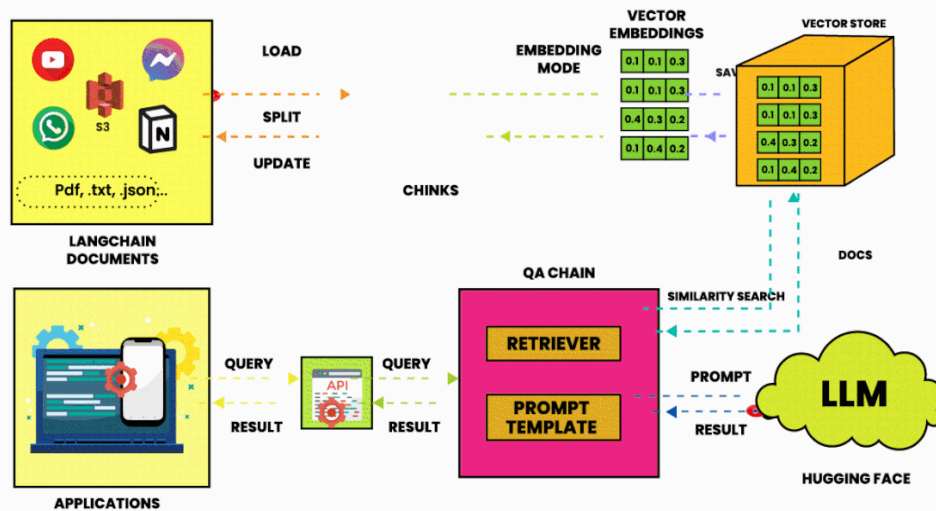 VECTOR
EMBEDDINGS
VECTOR STORE
LOAD
EMBEDDING
MODE
SAV
S3
N
SPLIT
UPDATE
CHINKS
Pdf, .txt, .json,..
0.1 0.1 0.3
0.1 0.1 0.3
0.4 0.3 0.2
0.1 0.4 0.2
0.1 0.1 0.3
0.1 0.1 0.3
0.4 0.3 0.2
0.1 0.4 0.2
LANGCHAIN
DOCUMENTS
DOCS
QA CHAIN
SIMILARITY SEARCH
RETRIEVER
PROMPT
TEMPLATE
QUERY
API
QUERY
RESULT
RESULT
PROMPT
RESULT
LLM
HUGGING FACE
APPLICATIONS